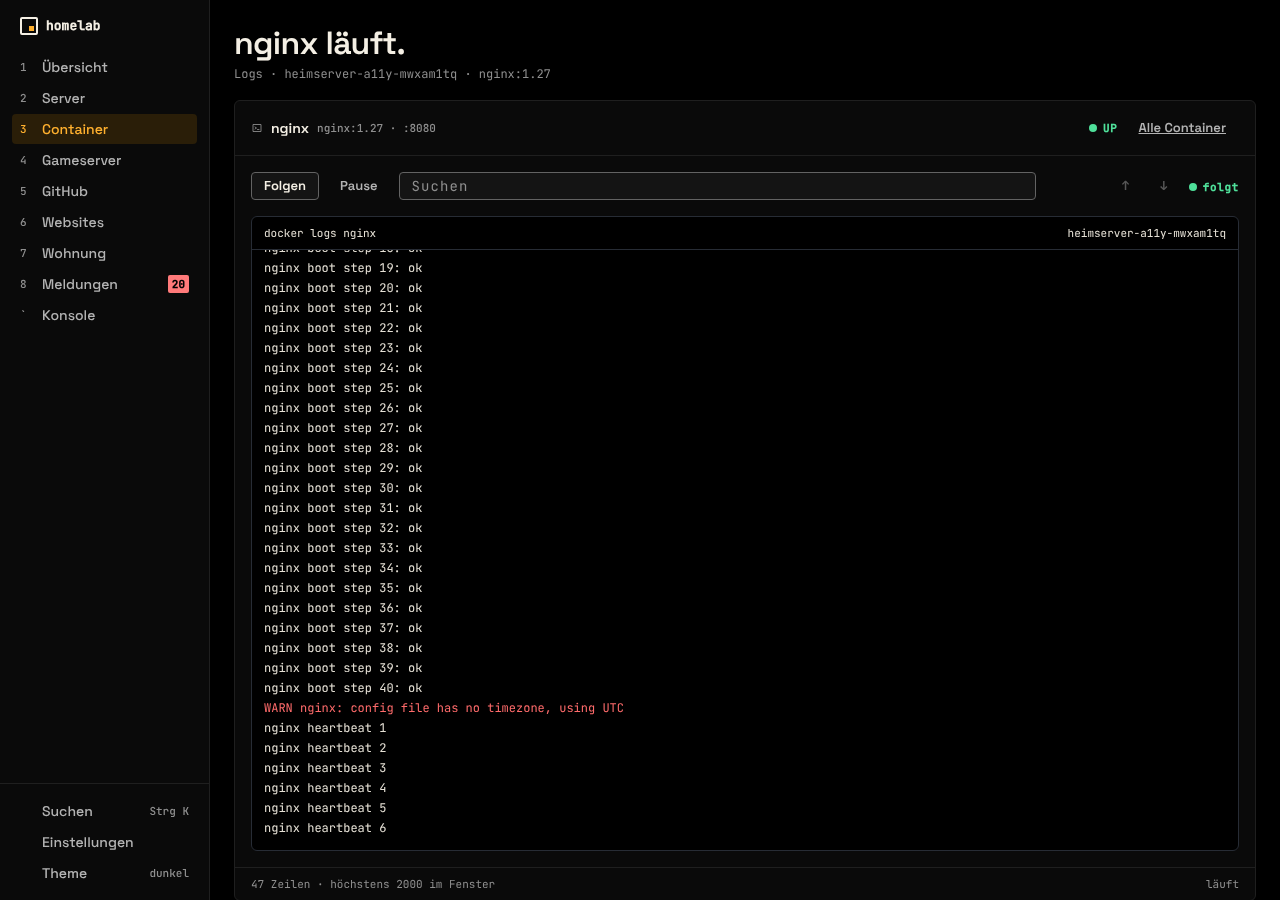 homelab
1 Übersicht
2 Server
3 Container
4 Gameserver
5 GitHub
6 Websites
7 Wohnung
8 Meldungen 20
` Konsole
Suchen Strg K
Einstellungen
Theme dunkel
nginx läuft.
Logs · heimserver-a11y-mwxam1tq · nginx:1.27
nginx nginx:1.27 · :8080 UP Alle Container
Folgen Pause Suchen ↑ ↓ folgt
docker logs nginx heimserver-a11y-mwxam1tq
nginx boot step 18: ok
nginx boot step 19: ok
nginx boot step 20: ok
nginx boot step 21: ok
nginx boot step 22: ok
nginx boot step 23: ok
nginx boot step 24: ok
nginx boot step 25: ok
nginx boot step 26: ok
nginx boot step 27: ok
nginx boot step 28: ok
nginx boot step 29: ok
nginx boot step 30: ok
nginx boot step 31: ok
nginx boot step 32: ok
nginx boot step 33: ok
nginx boot step 34: ok
nginx boot step 35: ok
nginx boot step 36: ok
nginx boot step 37: ok
nginx boot step 38: ok
nginx boot step 39: ok
nginx boot step 40: ok
WARN nginx: config file has no timezone, using UTC
nginx heartbeat 1
nginx heartbeat 2
nginx heartbeat 3
nginx heartbeat 4
nginx heartbeat 5
nginx heartbeat 6
47 Zeilen · höchstens 2000 im Fenster läuft